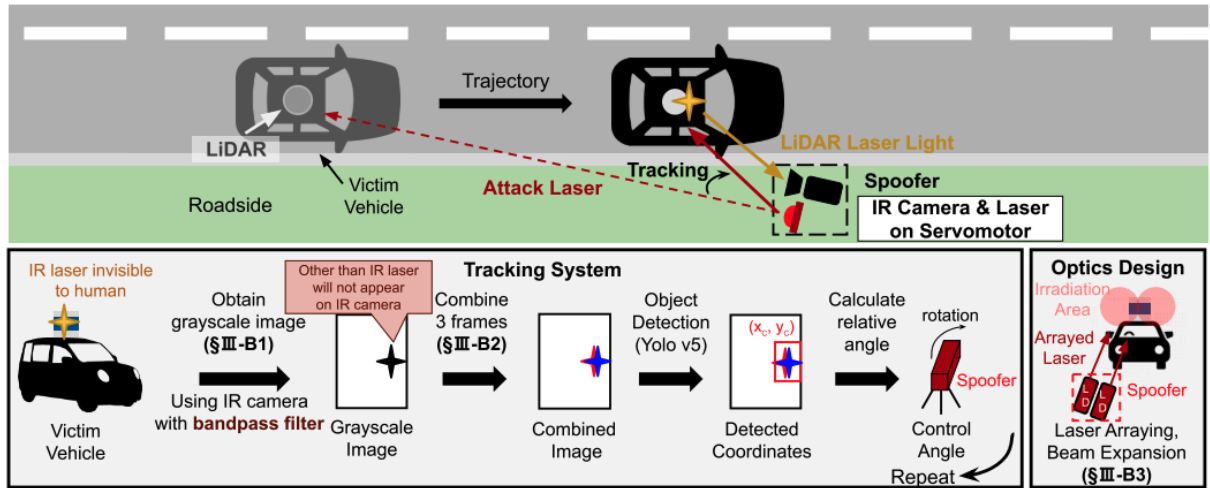 Trajectory
LiDAR
LiDAR Laser Light
Victim
Vehicle
Roadside
Attack Laser
Tracking
Spoofer
IR Camera & Laser
on Servomotor
Tracking System
IR laser invisible
to human
Victim
Vehicle
Obtain
grayscale image
(§Ⅲ-B1)
Using IR camera
with bandpass filter
Other than IR laser
will not appear
on IR camera
Grayscale
Image
Combine
3 frames
(§Ⅲ-B2)
Combined
Image
Object
Detection
(Yolo v5)
(xc, yc)
Detected
Coordinates
Calculate
relative
angle
rotation
Spoofer
Control
Angle
Repeat
Optics Design
Irradiation
Area
Arrayed
Laser
LD
LD
Spoofer
Laser Arraying,
Beam Expansion
(§Ⅲ-B3)